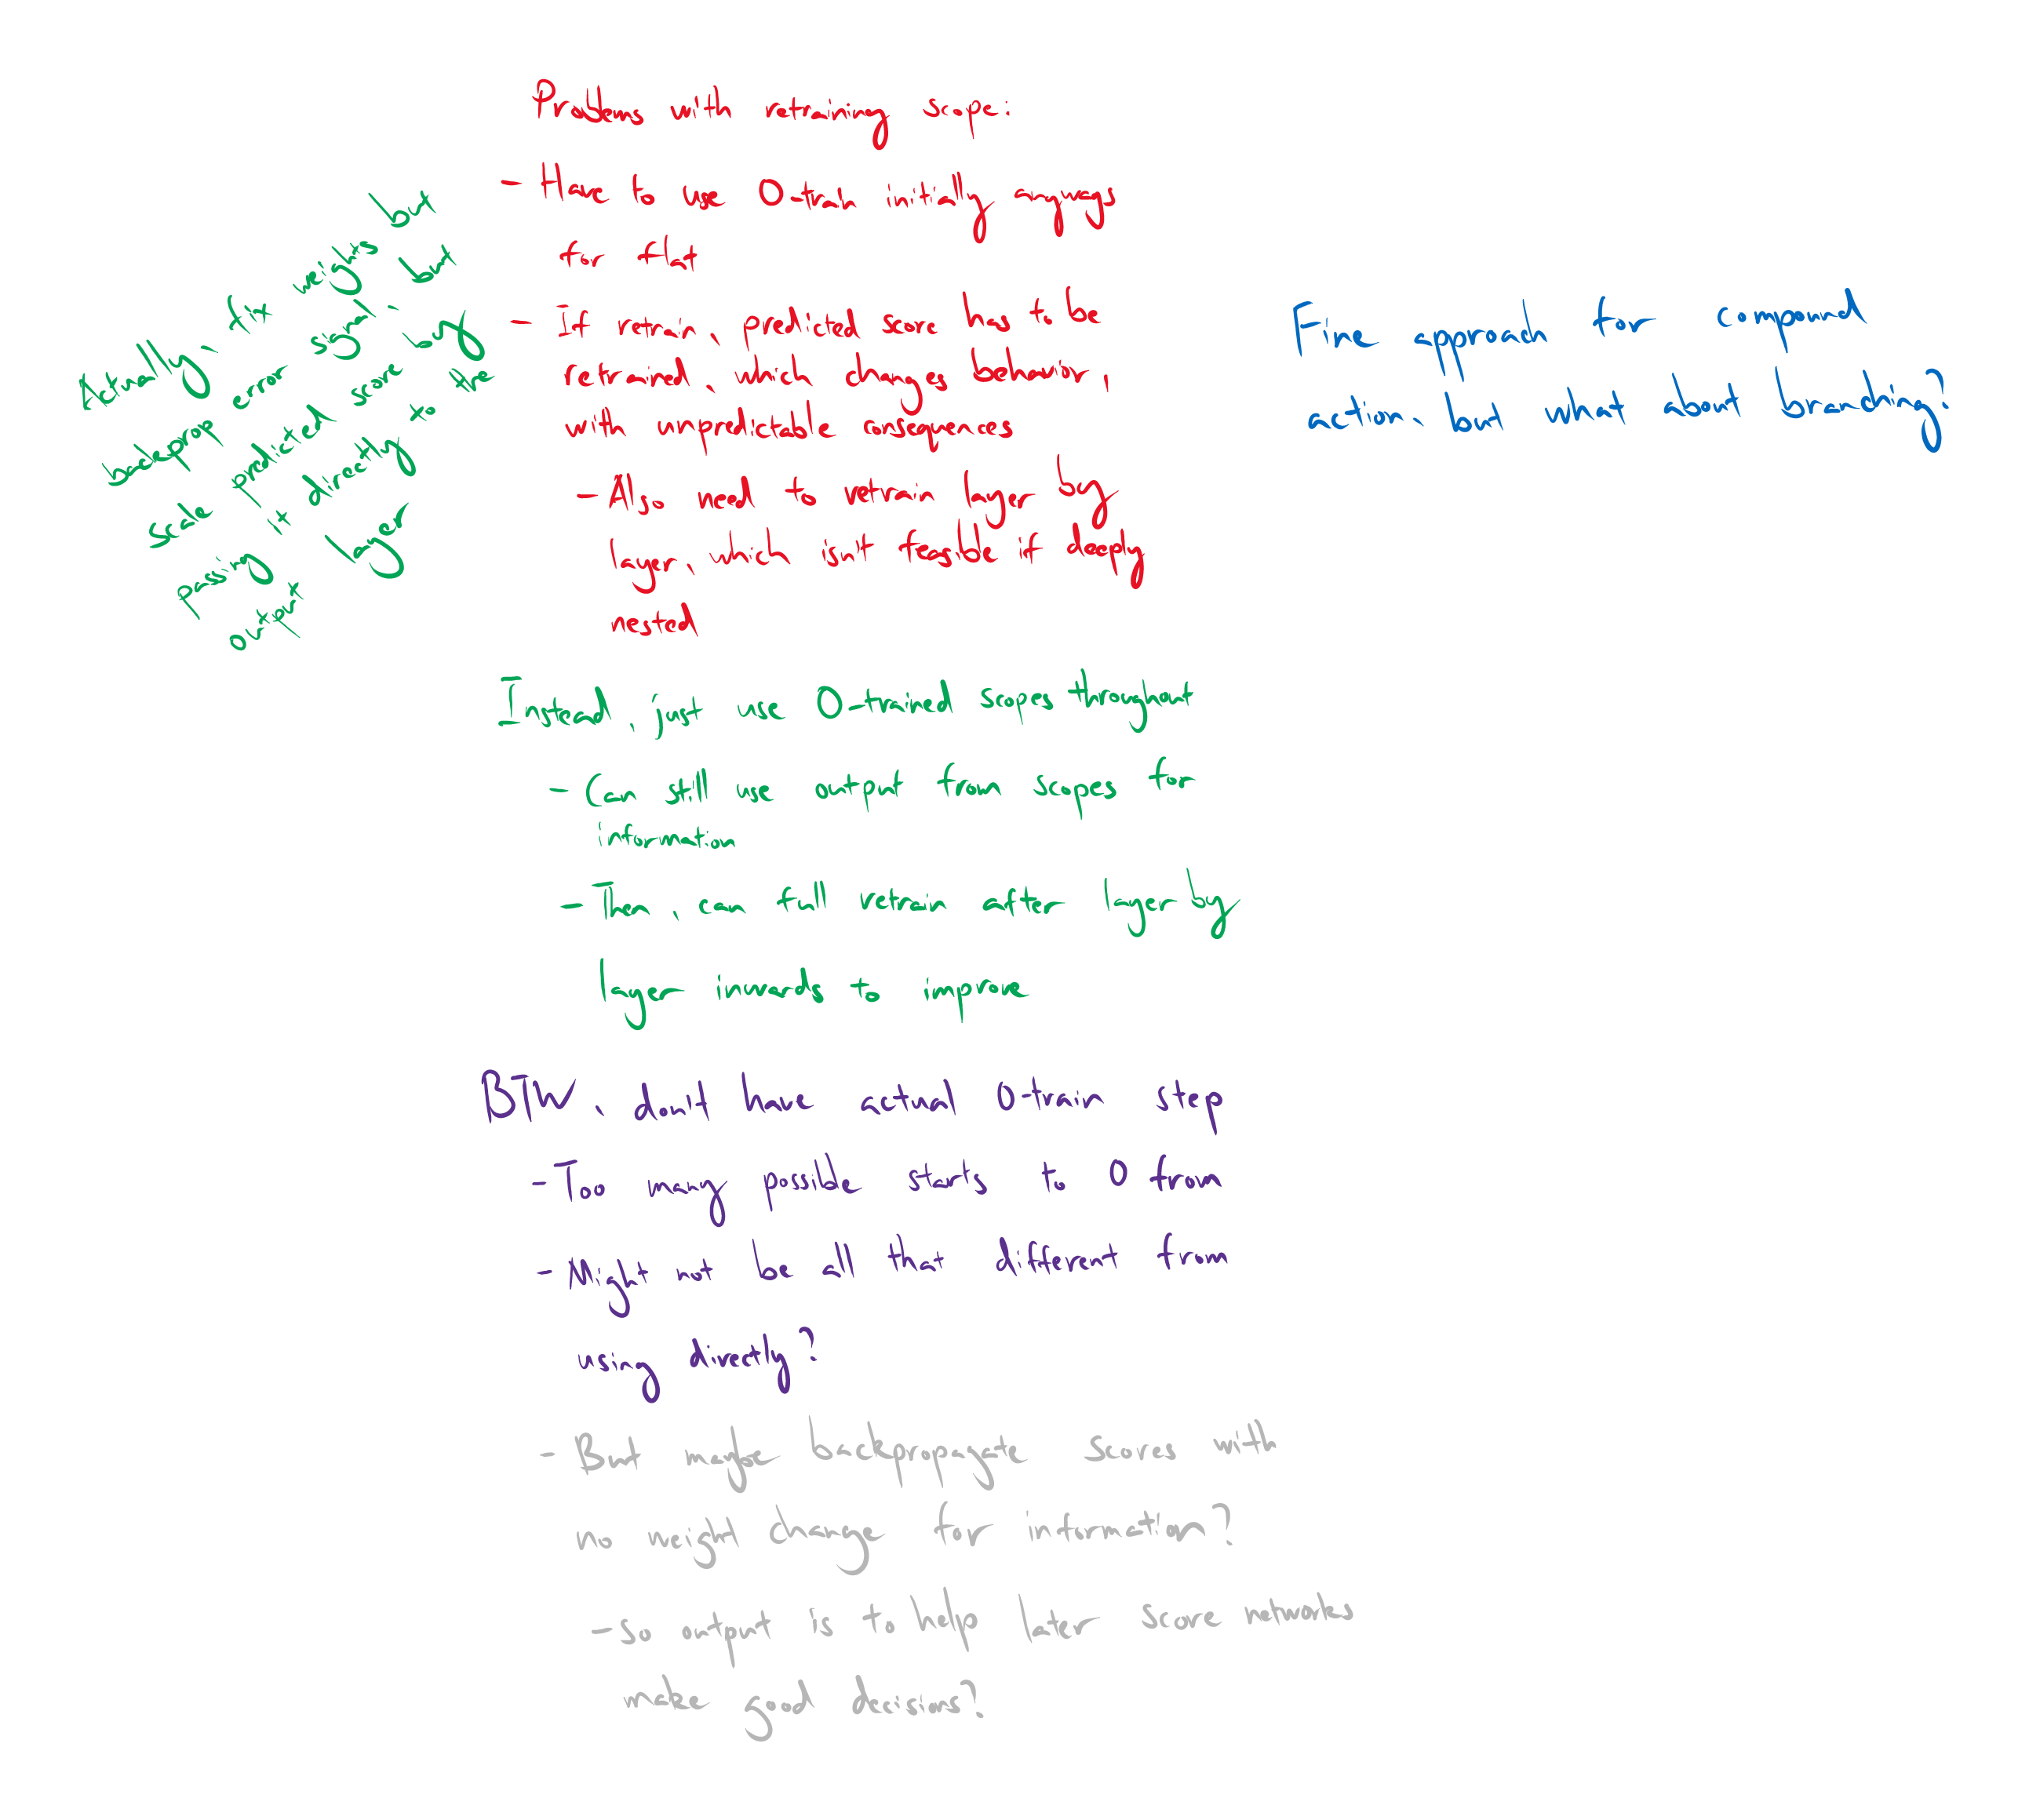 Problems with retraining scope:
- Have to use 0-train initially anyways
for that
- If retrain, predicted score has to be
retrained, which changes behavior,
with unpredictable consequences
- Also need to retrain layer by
layer, which isn't feasible if deeply
nested
Actually, fix weights but
backprop error signal - but
scale predicted score by
pairing it directly to the
output layer
Fine approach for compound
action, but what about branching?
Instead, just use 0-trained scopes throughout
- Can still use output from scopes for
information
- Then, can full retrain after layer by
layer inwards to improve
BTW, don't have actual 0 train step
- Too many possible starts to 0 from
- Might not be all that different from
using directly?
- But maybe backpropagate scores with
no weight change for information?
- So output is to help later score networks
make good decisions?